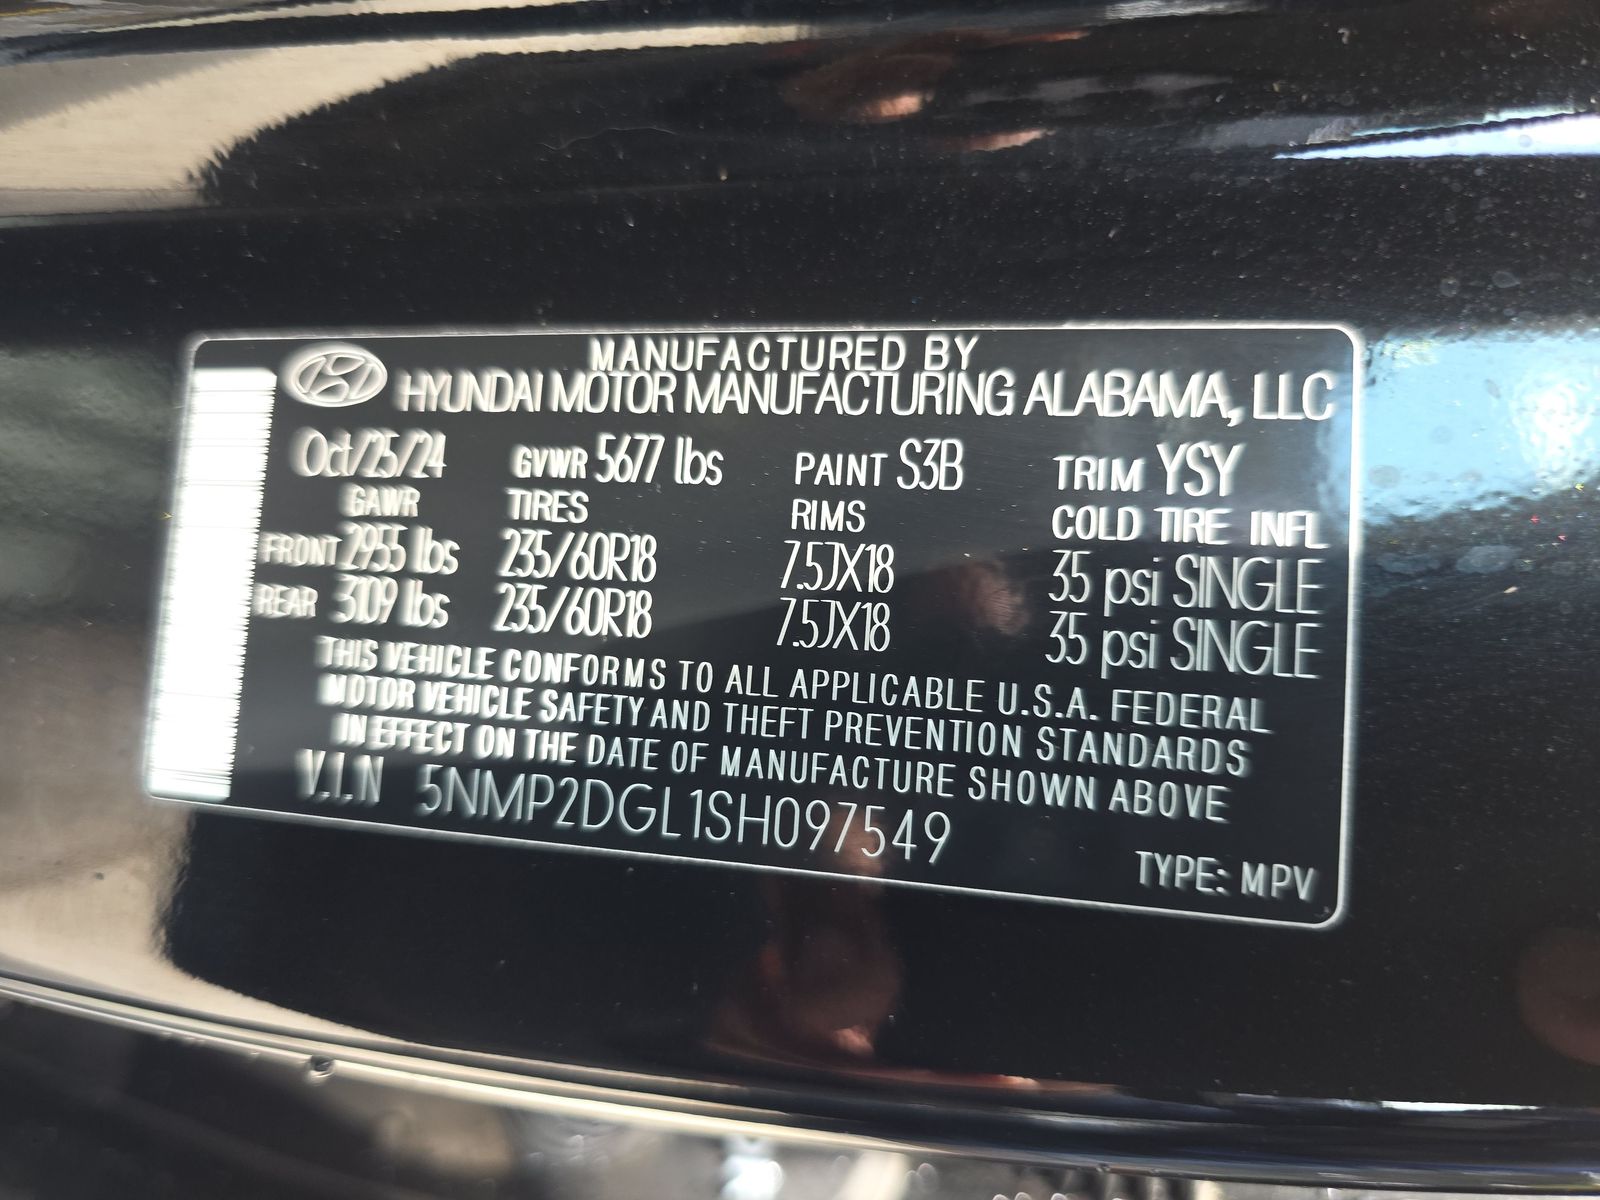 MANUFACTURED BY
HYUNDAI MOTOR MANUFACTURING ALABAMA, LLC
Oct/25/24 GVWR 5677 lbs PAINT S3B TRIM YSY
GAWR TIRES RIMS COLD TIRE INFL
FRONT 2955 lbs 235/60R18 7.5JX18 35 psi SINGLE
REAR 3109 lbs 235/60R18 7.5JX18 35 psi SINGLE
THIS VEHICLE CONFORMS TO ALL APPLICABLE U.S.A. FEDERAL
MOTOR VEHICLE SAFETY AND THEFT PREVENTION STANDARDS
IN EFFECT ON THE DATE OF MANUFACTURE SHOWN ABOVE
V.I.N 5NMP2DGL1SH097549
TYPE: MPV